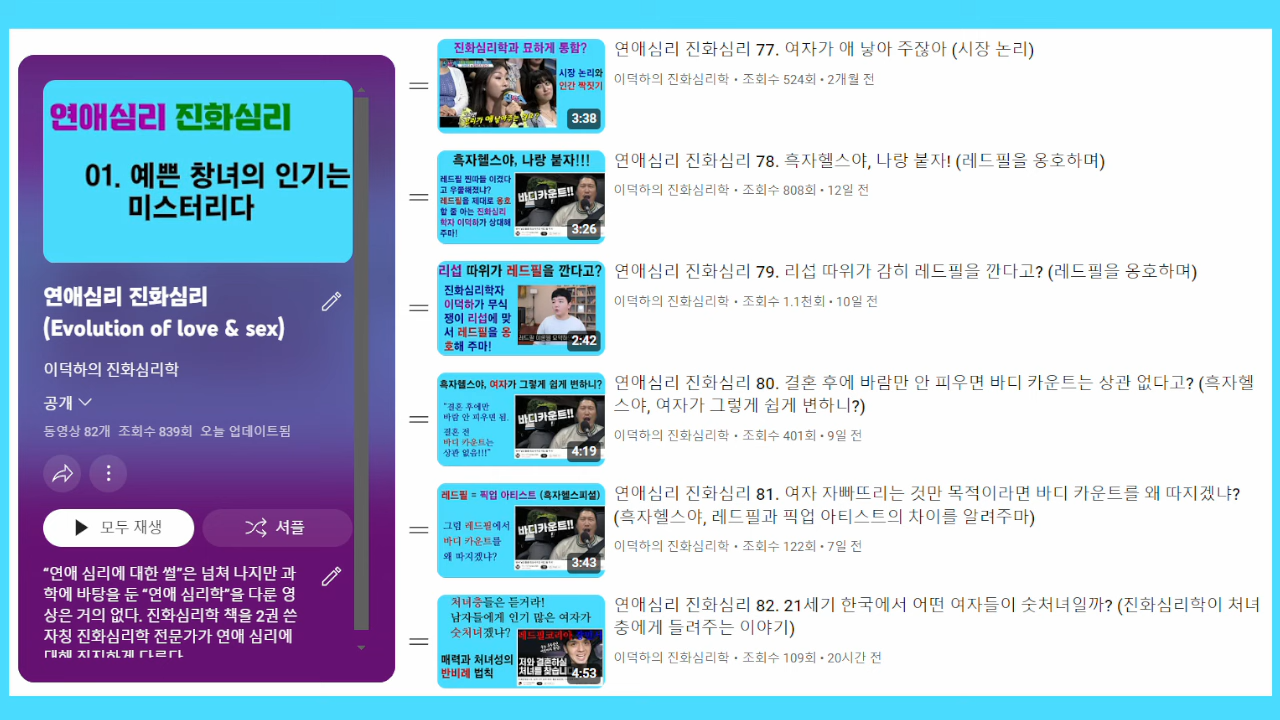 연애심리 진화심리
01. 예쁜 창녀의 인기는
미스터리다
연애심리 진화심리
(Evolution of love & sex)
이덕하의 진화심리학
공개
동영상 82개 조회수 839회 오늘 업데이트됨
모두 재생
셔플
“연애 심리에 대한 썰”은 넘쳐 나지만 과
학에 바탕을 둔 “연애 심리학”을 다룬 영
상은 거의 없다. 진화심리학 책을 2권 쓴
자칭 진화심리학 전문가가 연애 심리에
대해 진지하게 다룬다
진화심리학과 묘하게 통함?
시장 논리와
인간 짝짓기
3:38
연애심리 진화심리 77. 여자가 애 낳아 주잖아 (시장 논리)
이덕하의 진화심리학 • 조회수 524회 • 2개월 전
흑자헬스야, 나랑 붙자!!!
레드필 찐따들 이겼다
고 우쭐해졌냐?
레드필을 제대로 옹호
할 줄 아는 진화심리
학자 이덕하가 상대해
주마!
바디카운트!!
3:26
연애심리 진화심리 78. 흑자헬스야, 나랑 붙자! (레드필을 옹호하며)
이덕하의 진화심리학 • 조회수 808회 • 12일 전
리섭 따위가 레드필을 깐다고?
진화심리학자
이덕하가 무식
쟁이 리섭에 맞
서 레드필을 옹
호해 주마!
2:42
연애심리 진화심리 79. 리섭 따위가 감히 레드필을 깐다고? (레드필을 옹호하며)
이덕하의 진화심리학 • 조회수 1.1천회 • 10일 전
흑자헬스야, 여자가 그렇게 쉽게 변하니?
“결혼 후에만
바람 안 피우면 됨.
결혼 전
바디 카운트는
상관 없음!!!”
바디카운트!!
4:19
연애심리 진화심리 80. 결혼 후에 바람만 안 피우면 바디 카운트는 상관 없다고? (흑자헬
스야, 여자가 그렇게 쉽게 변하니?)
이덕하의 진화심리학 • 조회수 401회 • 9일 전
레드필 = 픽업 아티스트 (흑자헬스피셜)
그럼 레드필에서
바디 카운트를
왜 따지겠냐?
바디카운트!!
3:43
연애심리 진화심리 81. 여자 자빠뜨리는 것만 목적이라면 바디 카운트를 왜 따지겠냐?
(흑자헬스야, 레드필과 픽업 아티스트의 차이를 알려주마)
이덕하의 진화심리학 • 조회수 122회 • 7일 전
처녀충들은 듣거라!
남자들에게 인기 많은 여자가
숫처녀겠냐?
매력과 처녀성의
반비례 법칙
저와 결혼하실
처녀를 찾습니다
4:53
연애심리 진화심리 82. 21세기 한국에서 어떤 여자들이 숫처녀일까? (진화심리학이 처녀
충에게 들려주는 이야기)
이덕하의 진화심리학 • 조회수 109회 • 20시간 전